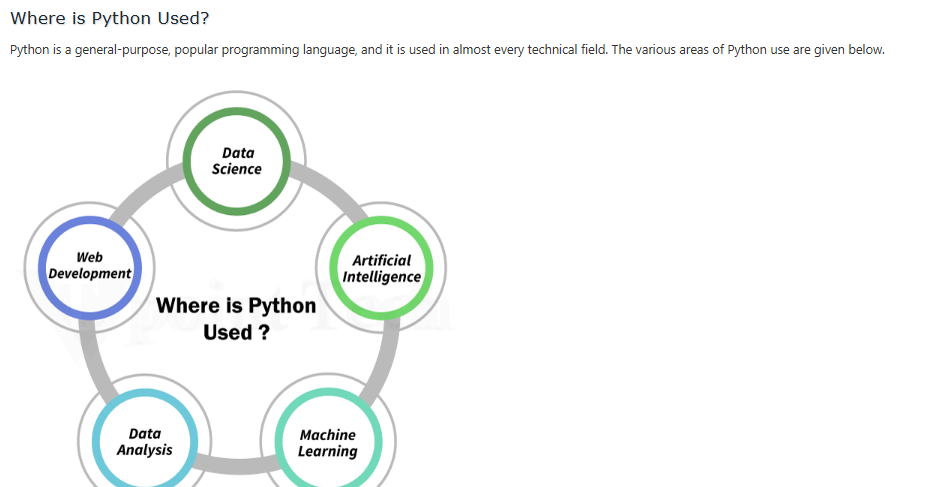 Where is Python Used?
Python is a general-purpose, popular programming language, and it is used in almost every technical field. The various areas of Python use are given below.
Data
Science
Web
Development
Artificial
Intelligence
Where is Python
Used ?
Data
Analysis
Machine
Learning